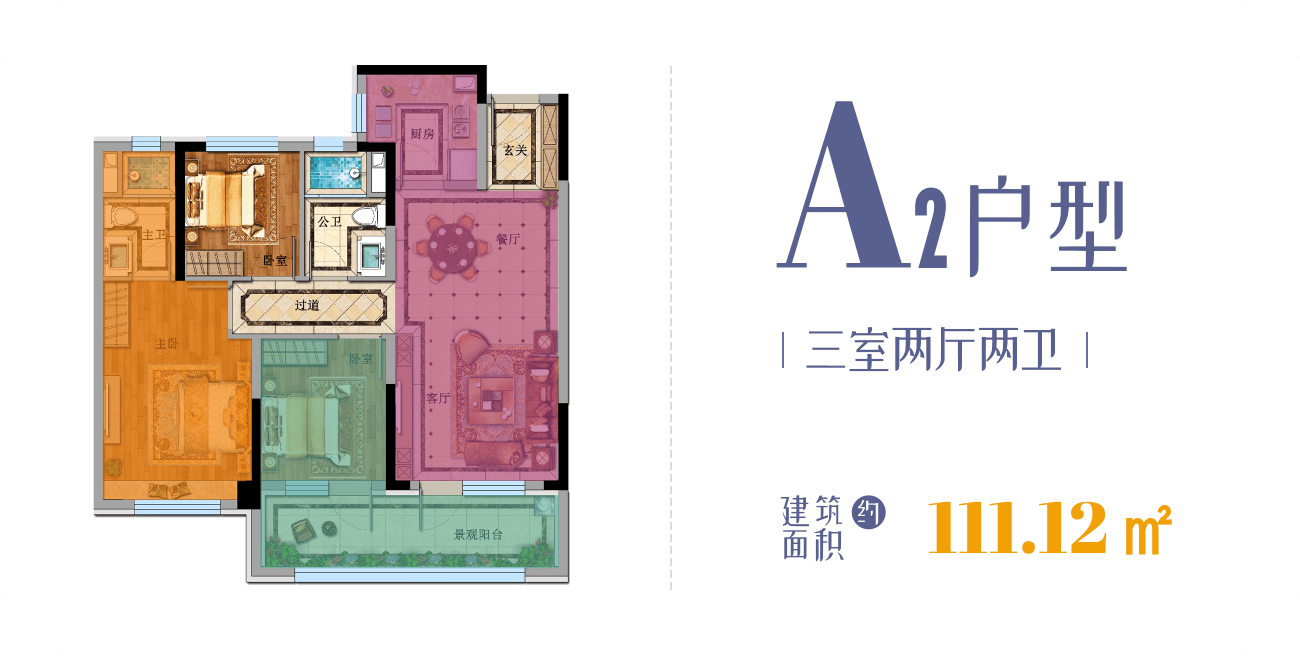 厨房
玄关
主卫
公卫
卧室
餐厅
过道
主卧
卧室
客厅
景观阳台
A2户型
三室两厅两卫
建筑面积约 111.12 m²